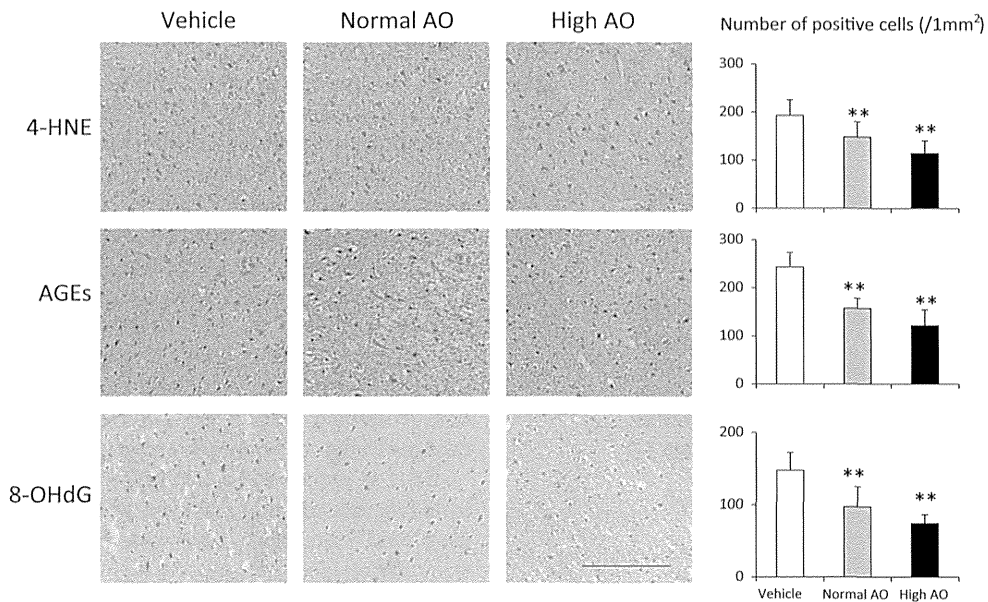 Vehicle Normal AO High AO Number of positive cells (/1mm²)
4-HNE
300
200
100
0
** **
AGEs
300
200
100
0
** **
8-OHdG
200
100
0
** **
Vehicle Normal AO High AO